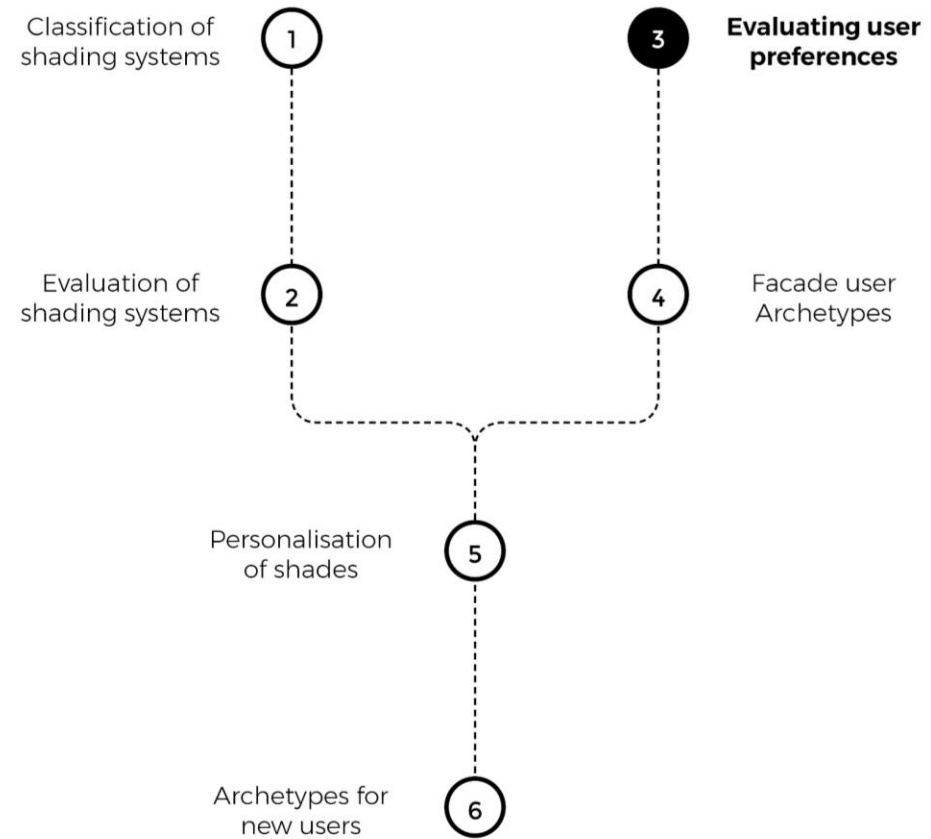 Classification of
shading systems
1
3
Evaluating user
preferences
Evaluation of
shading systems
2
4
Facade user
Archetypes
Personalisation
of shades
5
Archetypes for
new users
6